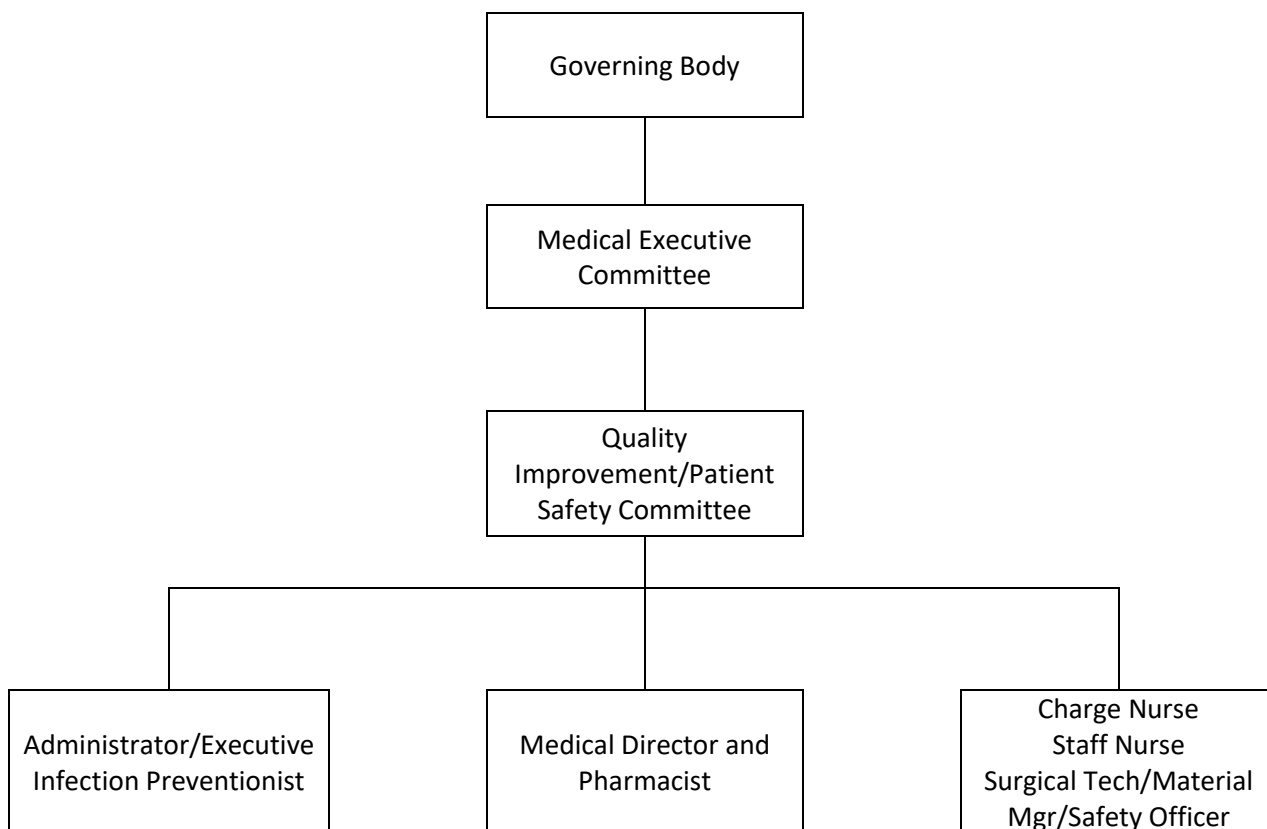 Governing Body
Medical Executive
Committee
Quality
Improvement/Patient
Safety Committee
Administrator/Executive
Infection Preventionist
Medical Director and
Pharmacist
Charge Nurse
Staff Nurse
Surgical Tech/Material
Mgr/Safety Officer